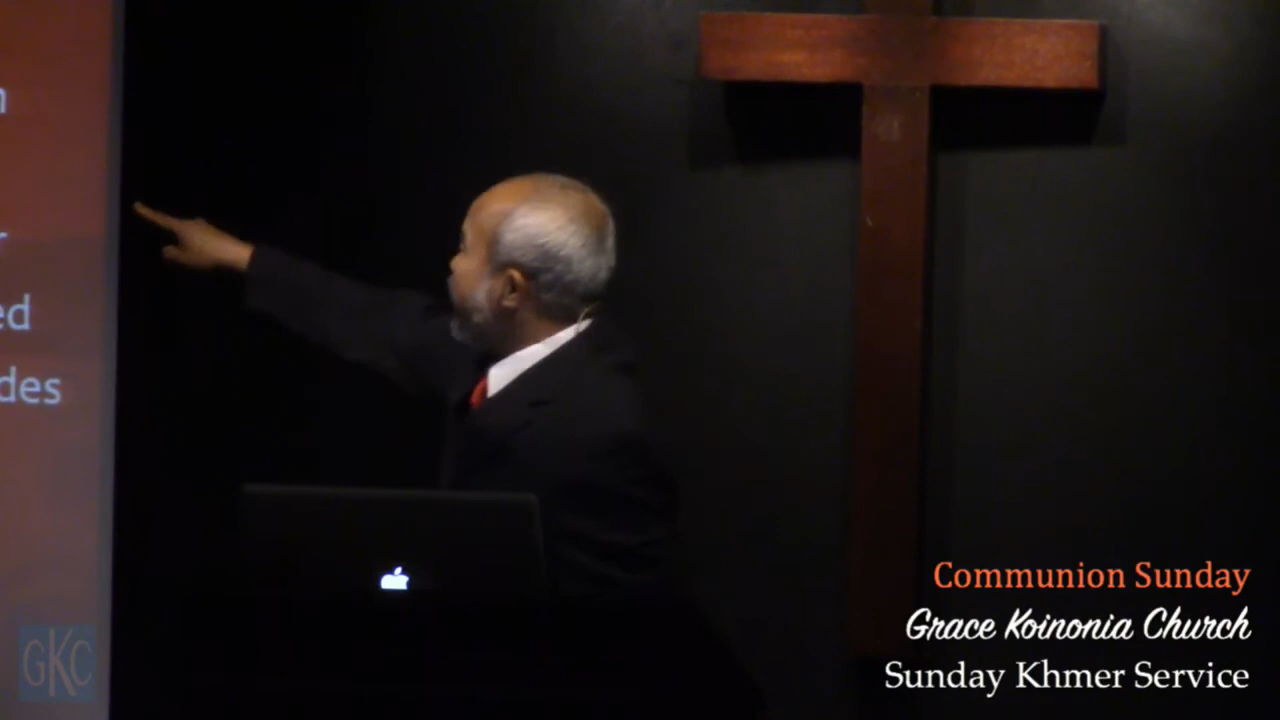 ed
des
Communion Sunday
Grace Koinonia Church
Sunday Khmer Service
GKC